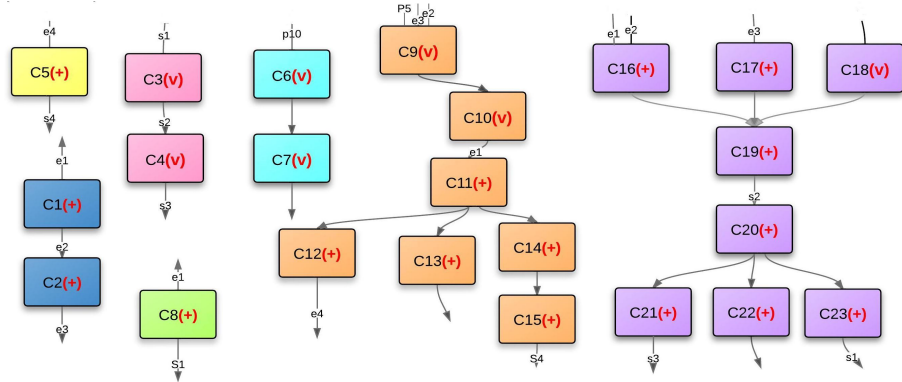 e4
C5(+)
s4
e1
C1(+)
e2
C2(+)
e3
s1
C3(v)
s2
C4(v)
s3
e1
C8(+)
S1
p10
C6(v)
C7(v)
P5
e3
e2
C9(v)
C10(v)
e1
C11(+)
C12(+)
e4
C13(+)
C14(+)
C15(+)
S4
e1
e2
C16(+)
e3
C17(+)
C18(v)
C19(+)
s2
C20(+)
C21(+)
s3
C22(+)
C23(+)
s1